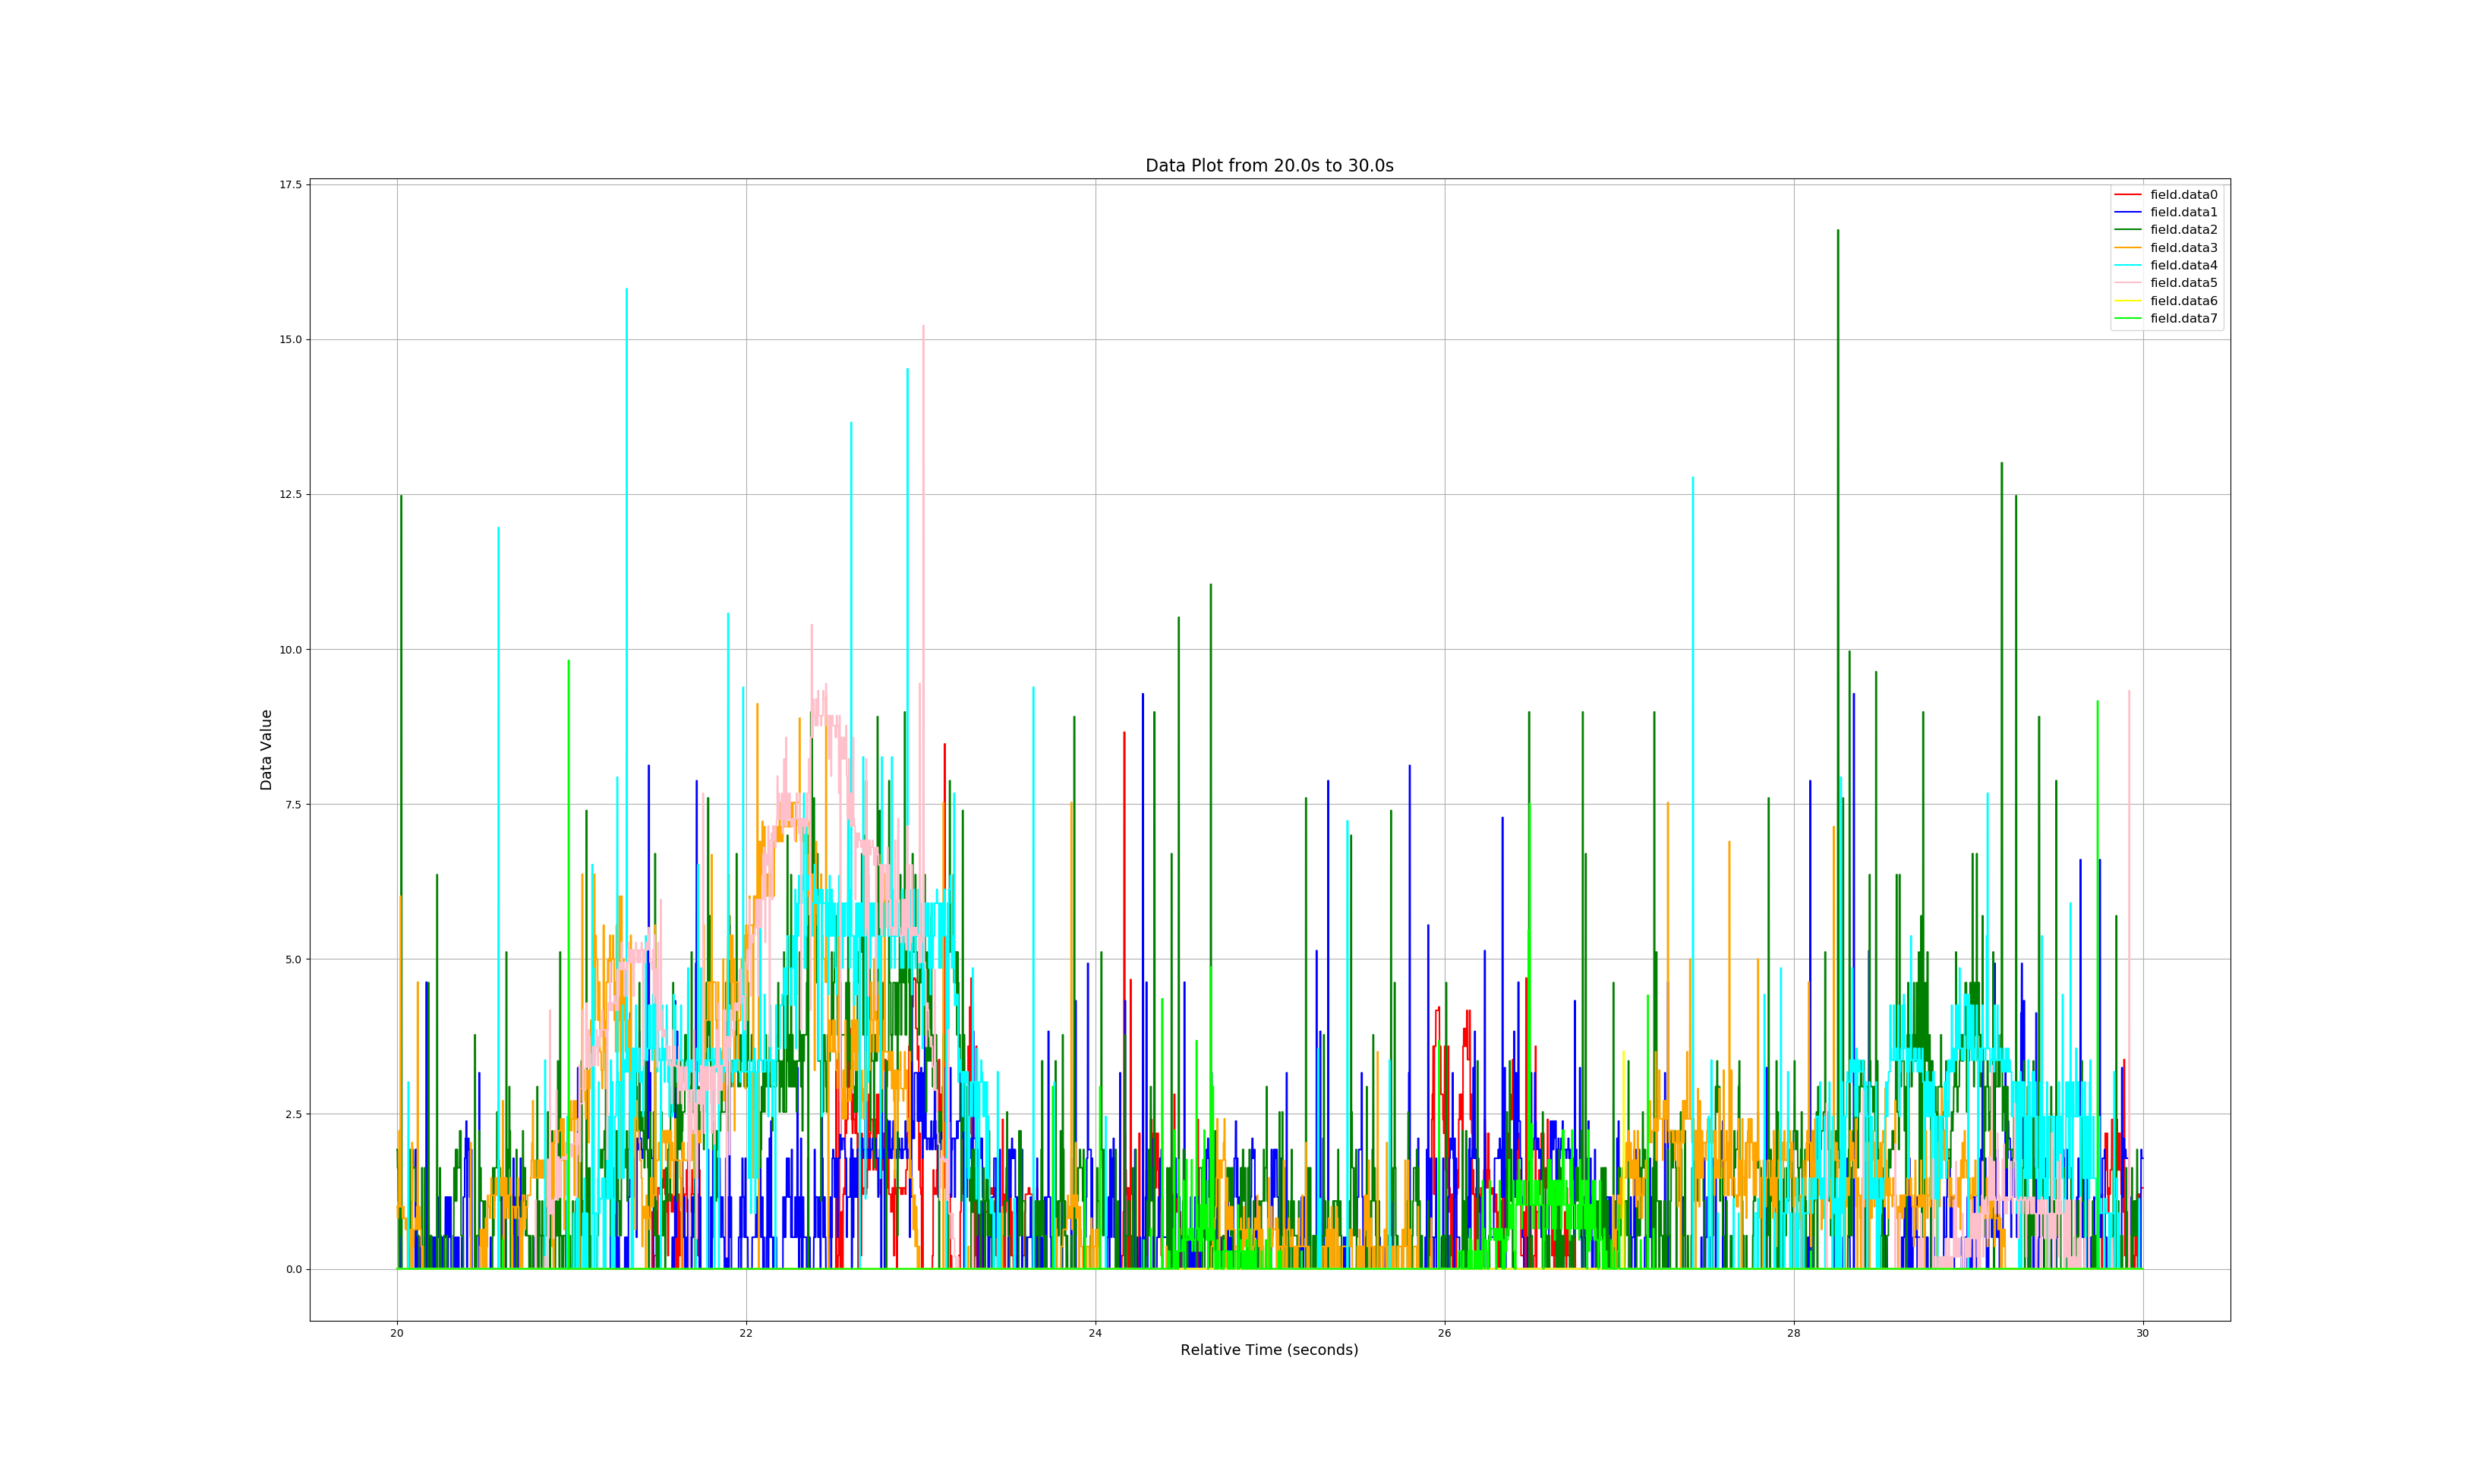 Data Plot from 20.0s to 30.0s
17.5
15.0
12.5
10.0
7.5
5.0
2.5
0.0
Data Value
20
22
24
26
28
30
Relative Time (seconds)
field.data0
field.data1
field.data2
field.data3
field.data4
field.data5
field.data6
field.data7